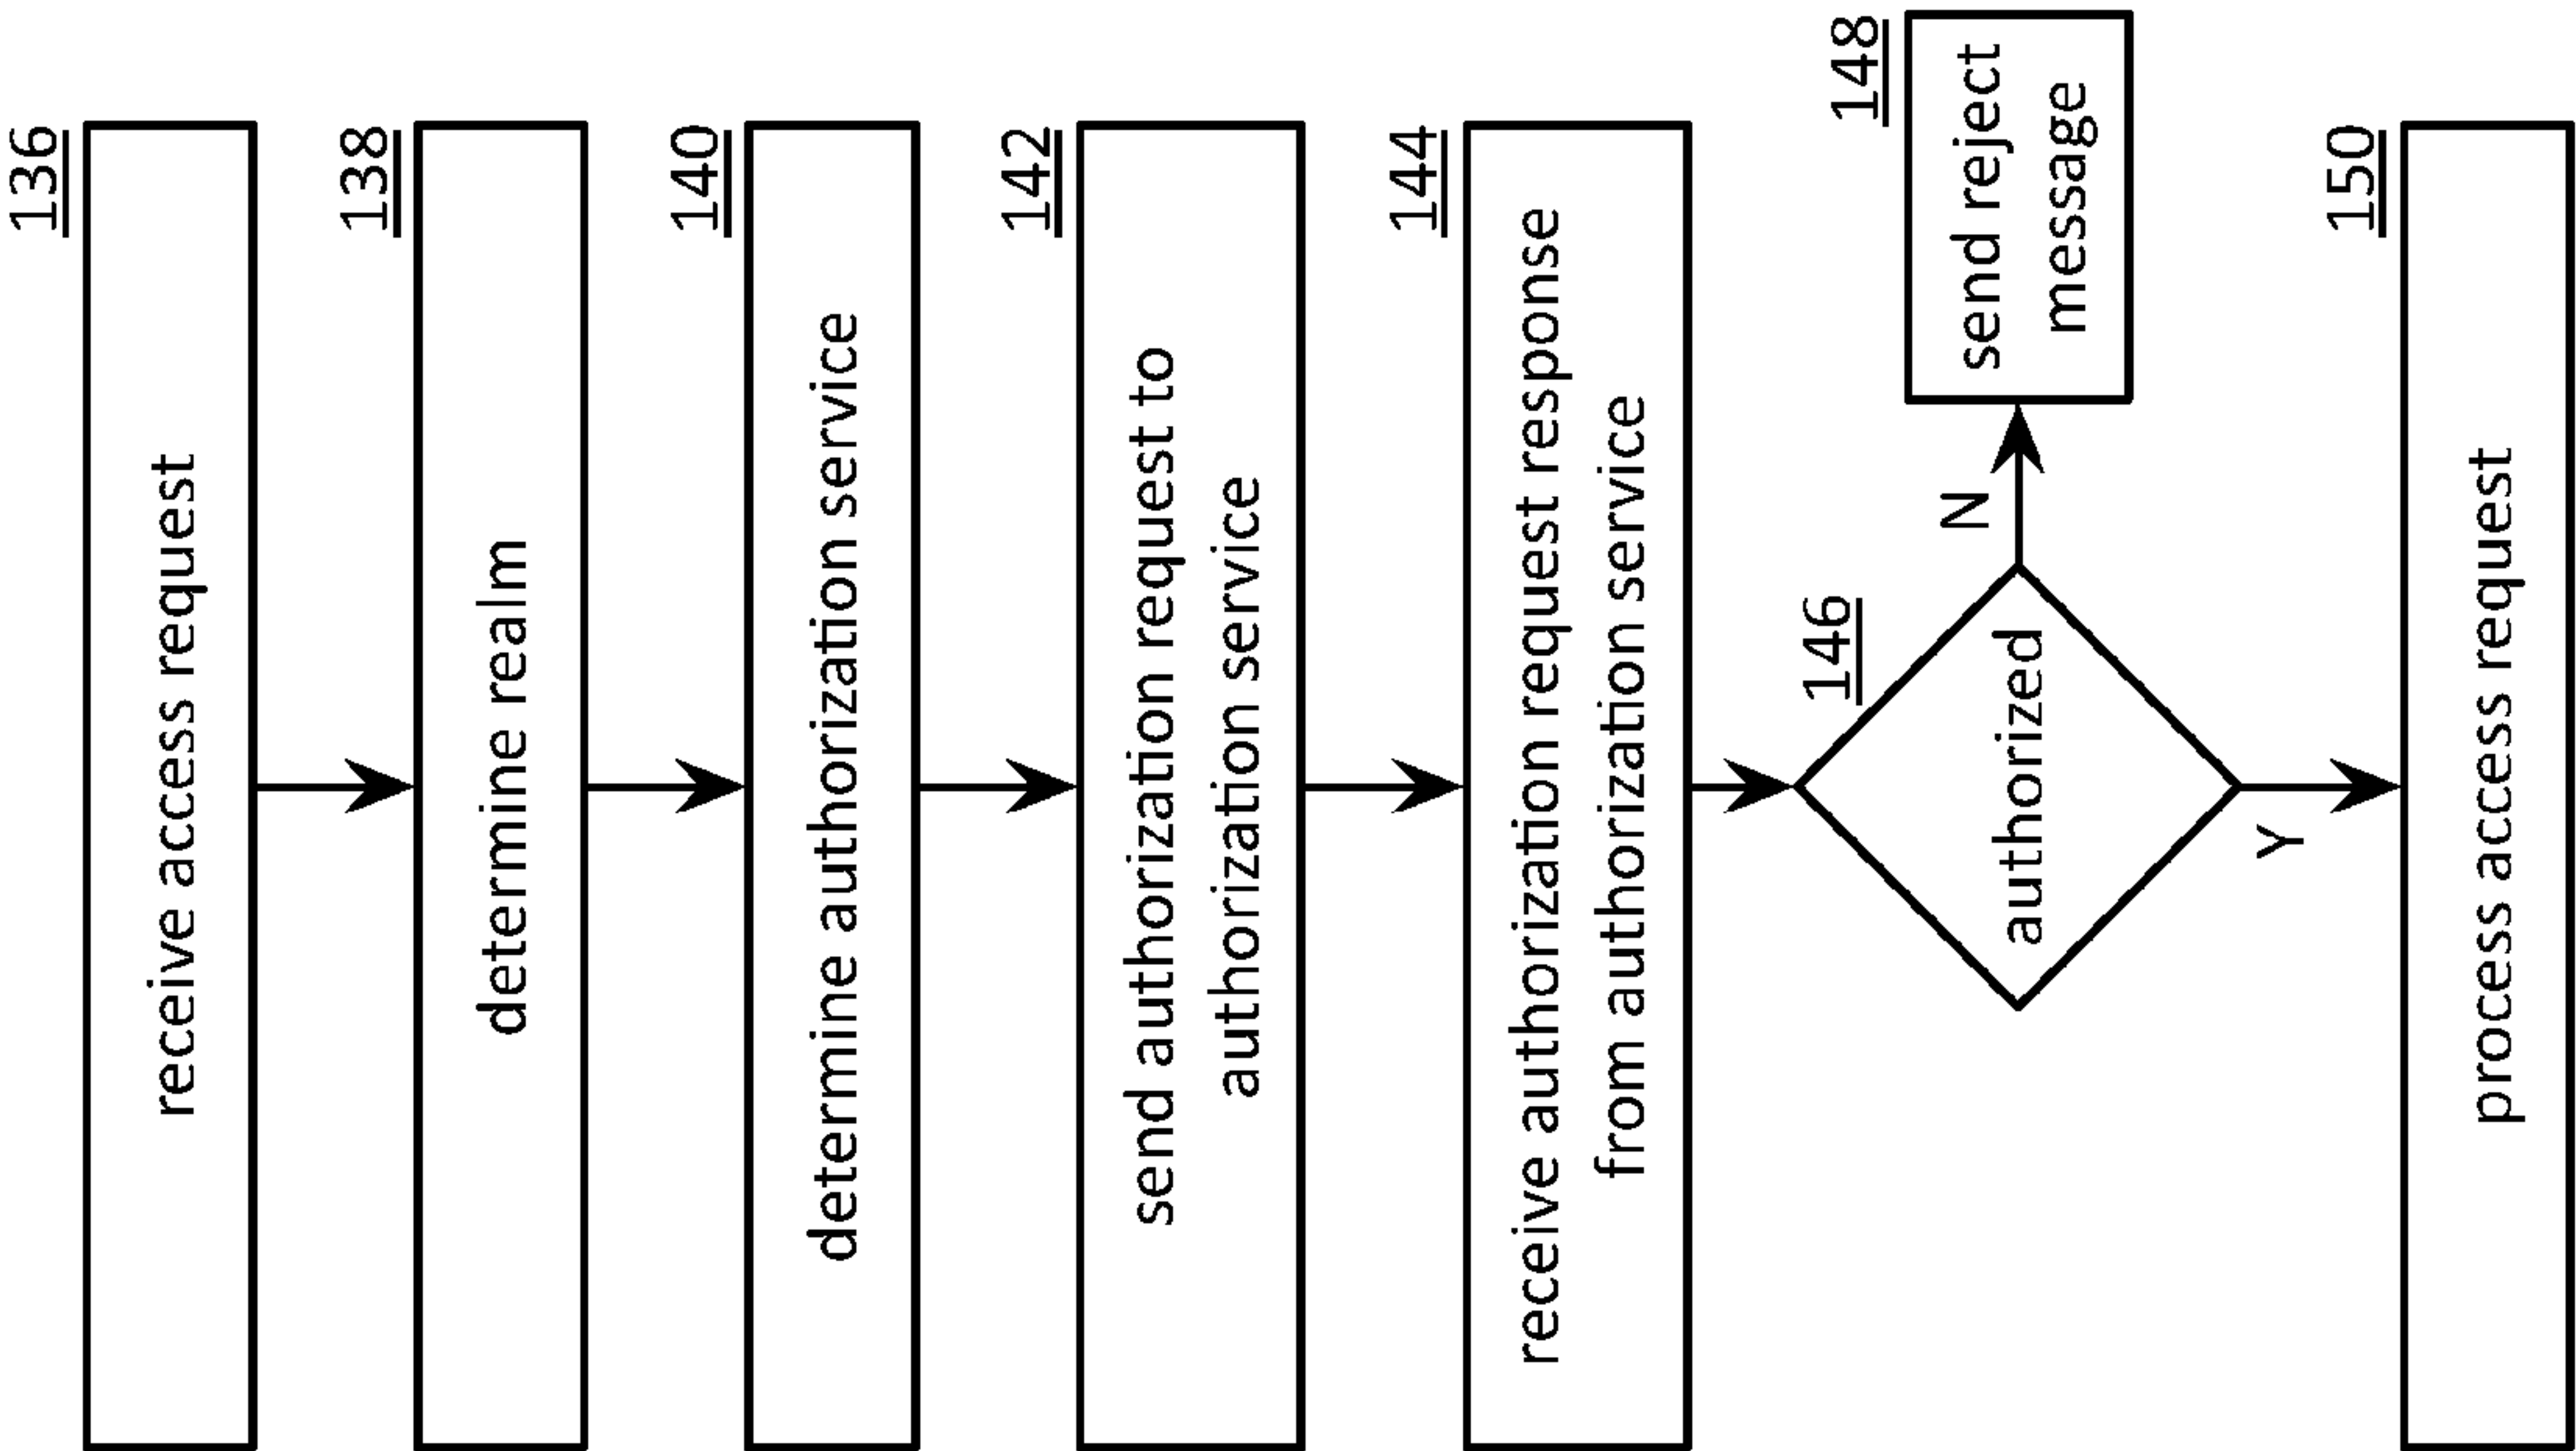 136
receive access request
138
determine realm
140
determine authorization service
142
send authorization request to
authorization service
144
receive authorization request response
from authorization service
146
authorized
N
148
send reject
message
Y
150
process access request